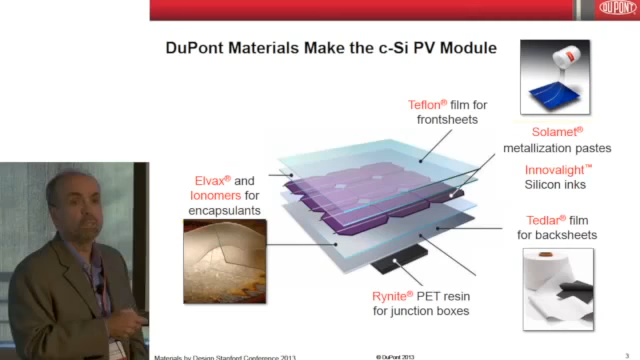 DUPONT
DuPont Materials Make the c-Si PV Module
Teflon® film for
frontsheets
Solamet®
metallization pastes
Innovalight™
Silicon inks
Elvax® and
Ionomers for
encapsulants
Tedlar® film
for backsheets
Rynite® PET resin
for junction boxes
Materials by Design Stanford Conference 2013
© DuPont 2013
3